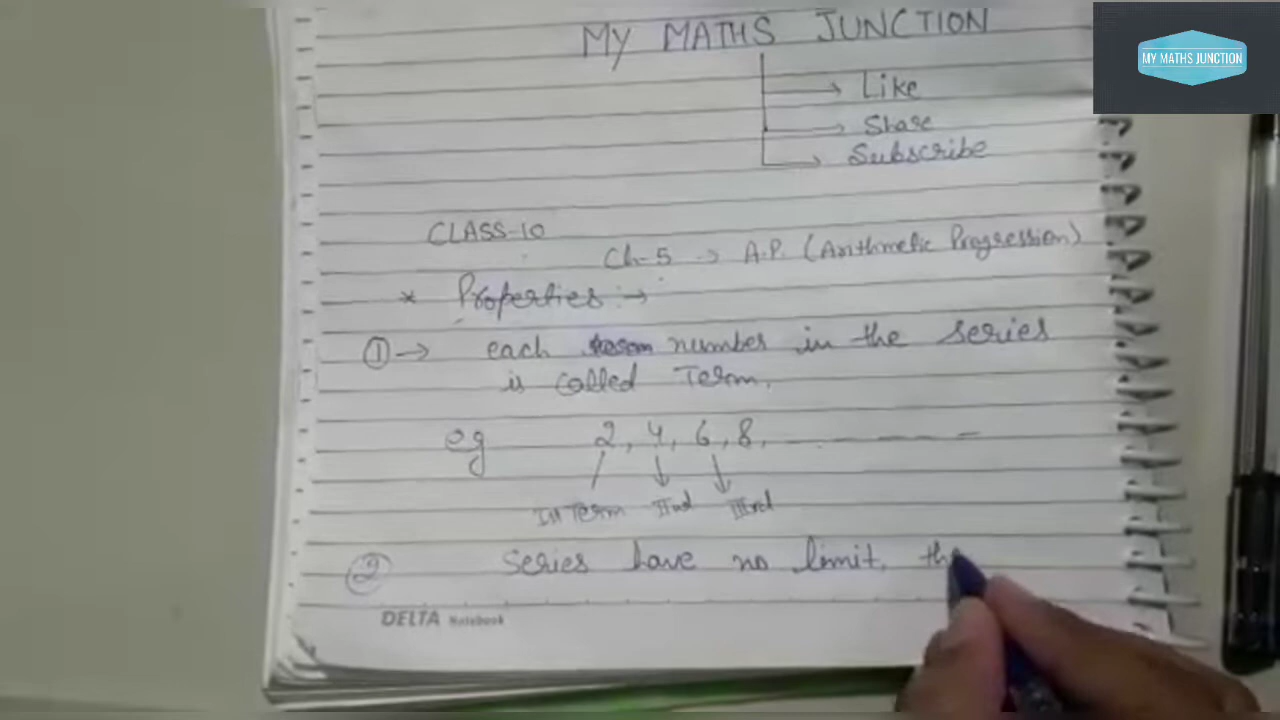 MY MATHS JUNCTION
MY MATHS JUNCTION
→ Like
→ Share
→ Subscribe
CLASS-10
Ch-5 → A.P. (Arithmetic Progression)
* Properties :→
① → each number in the series
is called Term.
eg 2, 4, 6, 8, – – – – –
Ist Term IInd IIIrd
② series have no limit, the
DELTA Notebook